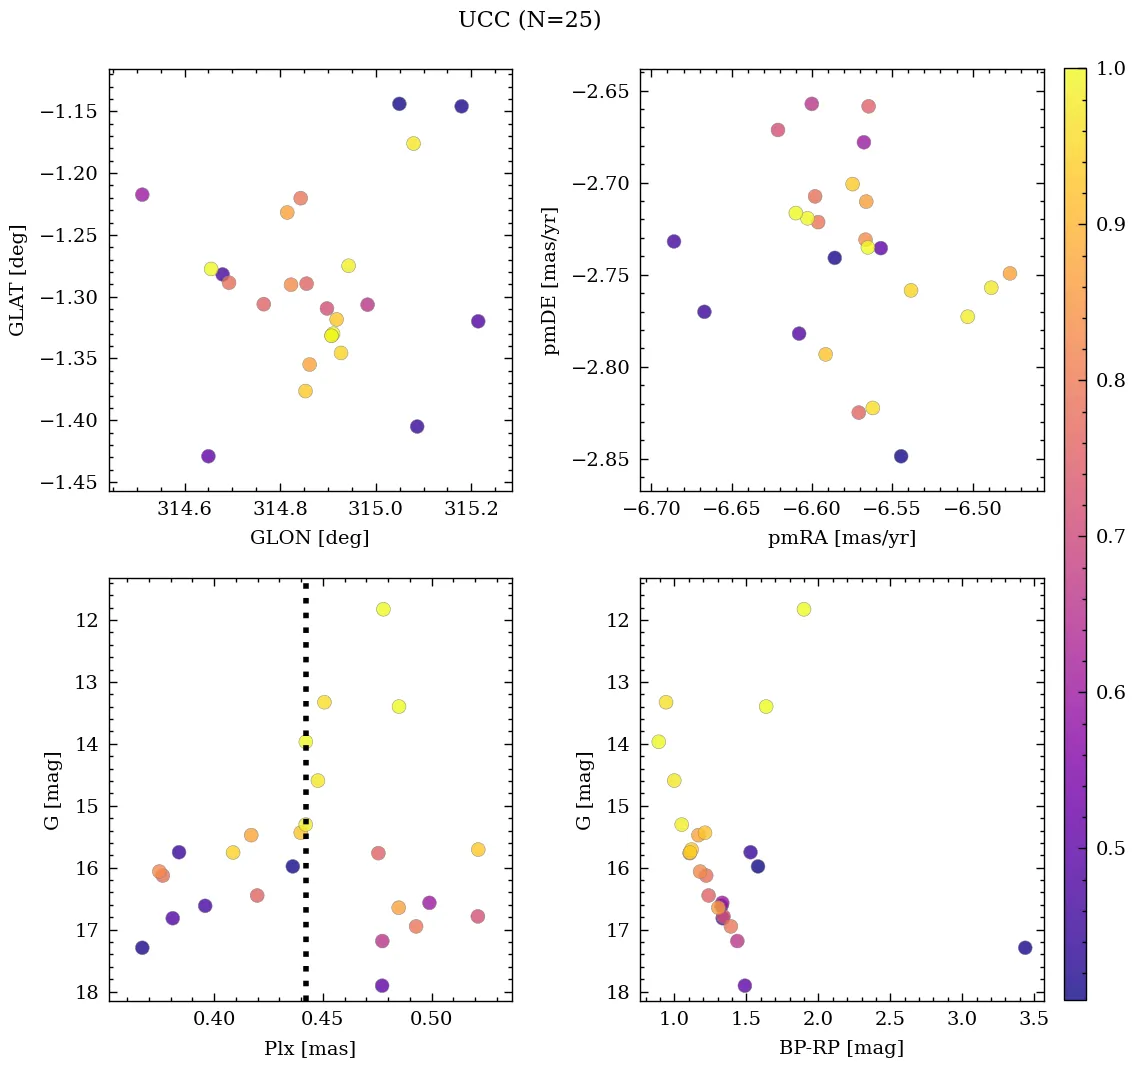 UCC (N=25)
−1.15
−1.20
−1.25
−1.30
−1.35
−1.40
−1.45
GLAT [deg]
314.6 314.8 315.0 315.2
GLON [deg]
−2.65
−2.70
−2.75
−2.80
−2.85
pmDE [mas/yr]
−6.70 −6.65 −6.60 −6.55 −6.50
pmRA [mas/yr]
12
13
14
15
16
17
18
G [mag]
0.40 0.45 0.50
Plx [mas]
12
13
14
15
16
17
18
G [mag]
1.0 1.5 2.0 2.5 3.0 3.5
BP-RP [mag]
1.0
0.9
0.8
0.7
0.6
0.5